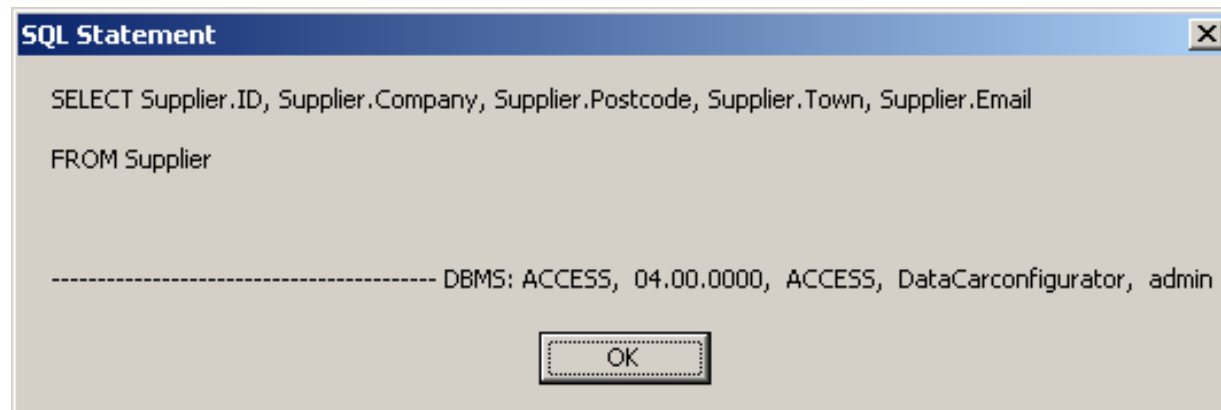 SQL Statement
SELECT Supplier.ID, Supplier.Company, Supplier.Postcode, Supplier.Town, Supplier.Email
FROM Supplier
----------------------------------------- DBMS: ACCESS, 04.00.0000, ACCESS, DataCarconfigurator, admin
OK